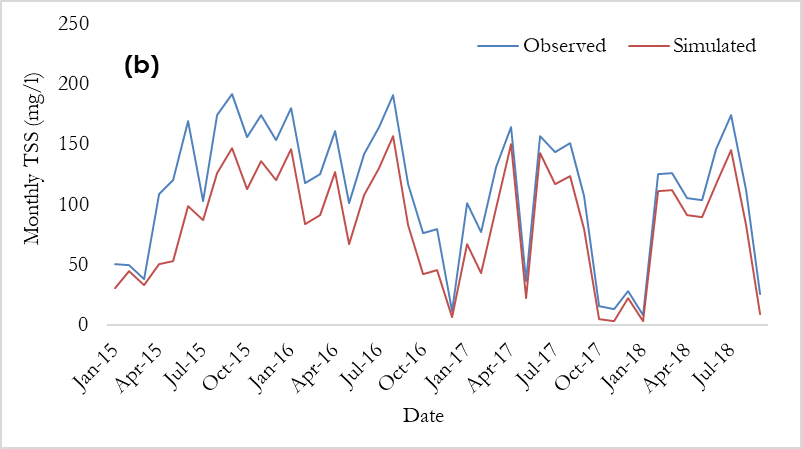 250
200
150
100
50
0
Monthly TSS (mg/l)
(b)
Observed
Simulated
Jan-15
Apr-15
Jul-15
Oct-15
Jan-16
Apr-16
Jul-16
Oct-16
Jan-17
Apr-17
Jul-17
Oct-17
Jan-18
Apr-18
Jul-18
Date